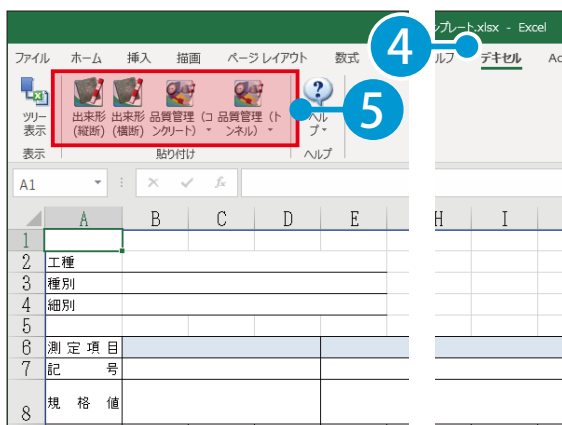 ンプレート.xlsx - Excel
4
ファイル ホーム 挿入 描画 ページ レイアウト 数式 ルプ デキセル Ac
ツリー
表示
出来形
(縦断)
出来形
(横断)
品質管理 (コ
ンクリート)
品質管理 (ト
ンネル)
5
ヘル
プ
表示 貼り付け ヘルプ
A1 fx
A B C D E H I
1
2 工種
3 種別
4 細別
5
6 測定項目
7 記 号
8 規 格 値